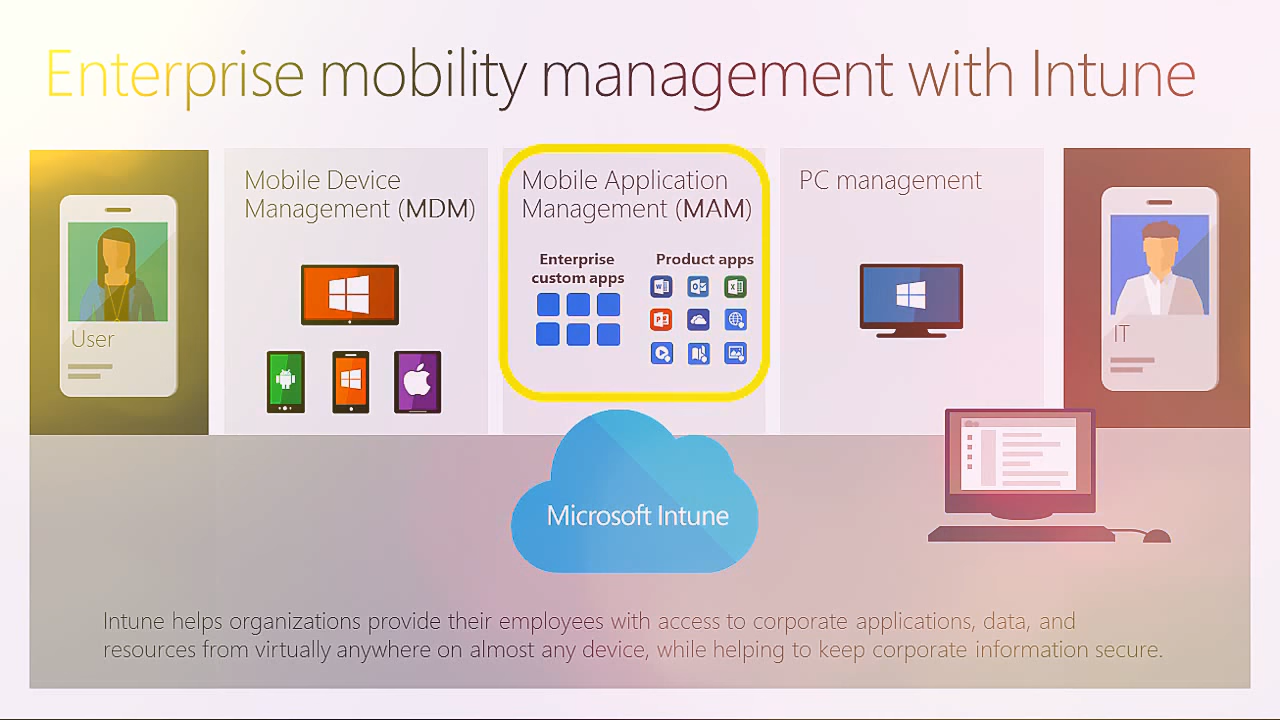 Enterprise mobility management with Intune
User
Mobile Device
Management (MDM)
Mobile Application
Management (MAM)
Enterprise
custom apps
Product apps
PC management
IT
Microsoft Intune
Intune helps organizations provide their employees with access to corporate applications, data, and
resources from virtually anywhere on almost any device, while helping to keep corporate information secure.